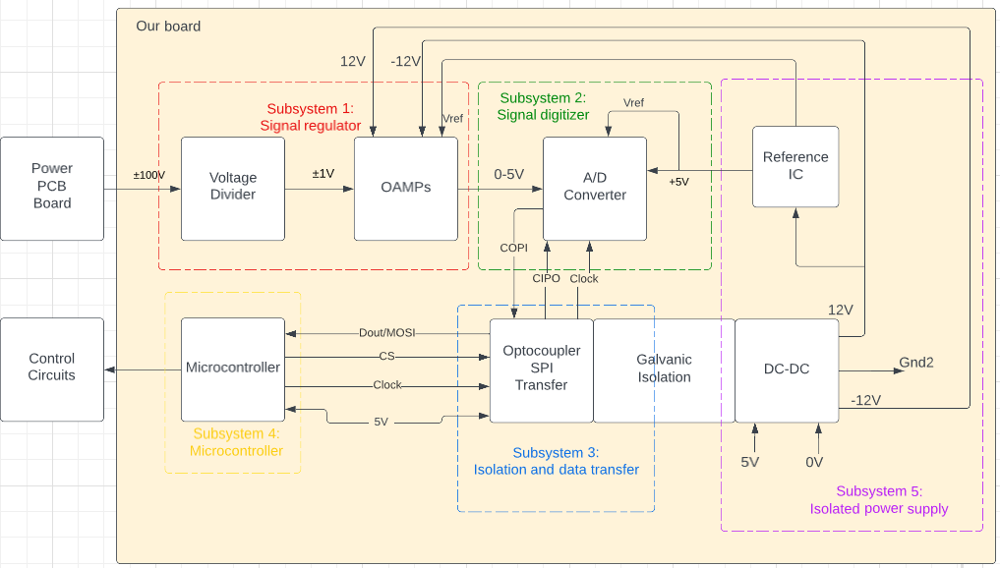 Our board
12V
-12V
Vref
Subsystem 1:
Signal regulator
Subsystem 2:
Signal digitizer
Vref
Power
PCB
Board
±100V
Voltage
Divider
±1V
OAMPs
0-5V
A/D
Converter
+5V
Reference
IC
COPI
CIPO
Clock
Control
Circuits
Microcontroller
Dout/MOSI
CS
Clock
5V
Optocoupler
SPI
Transfer
Galvanic
Isolation
DC-DC
12V
Gnd2
-12V
5V
0V
Subsystem 4:
Microcontroller
Subsystem 3:
Isolation and data transfer
Subsystem 5:
Isolated power supply